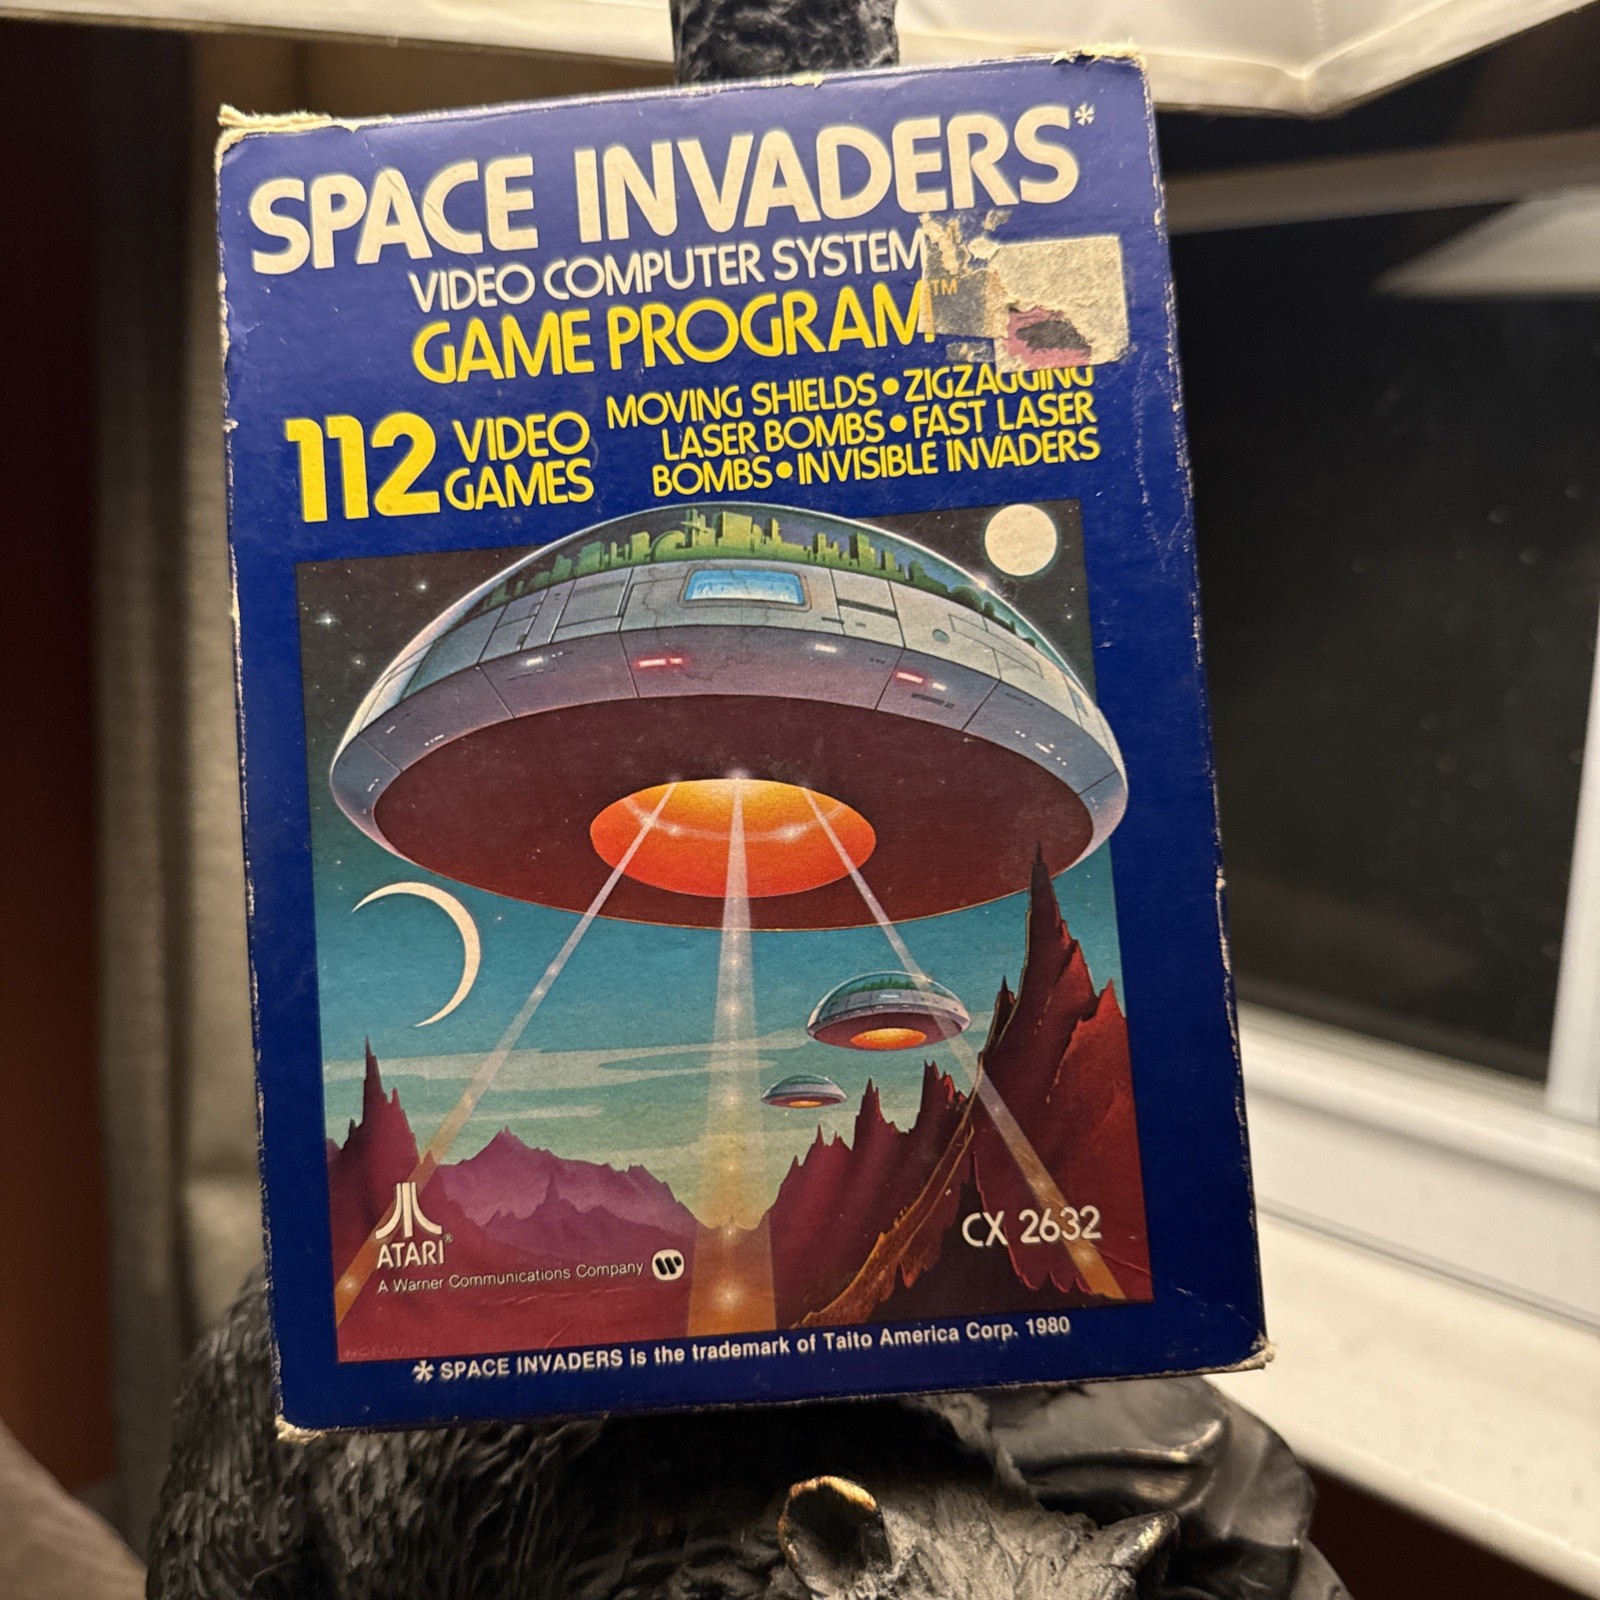 SPACE INVADERS*
VIDEO COMPUTER SYSTEM
GAME PROGRAM™
112 VIDEO GAMES
MOVING SHIELDS • ZIGZAGGING
LASER BOMBS • FAST LASER
BOMBS • INVISIBLE INVADERS
ATARI®
A Warner Communications Company
CX 2632
* SPACE INVADERS is the trademark of Taito America Corp. 1980